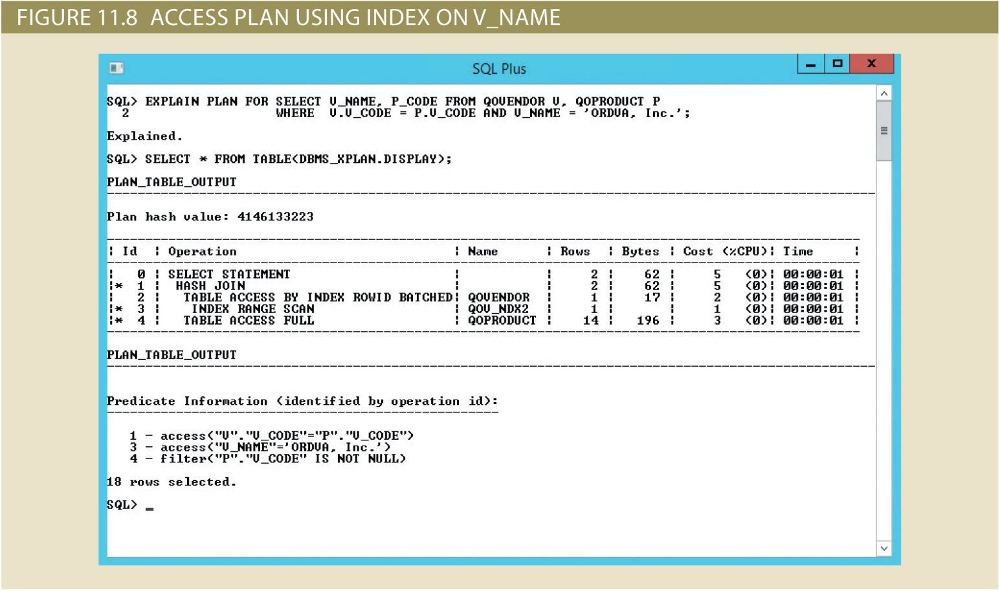 FIGURE 11.8 ACCESS PLAN USING INDEX ON V_NAME
SQL Plus
SQL> EXPLAIN PLAN FOR SELECT V_NAME, P_CODE FROM QOVENDOR V, QOPRODUCT P
2 WHERE V.V_CODE = P.V_CODE AND V_NAME = 'ORDVA, Inc.';
Explained.
SQL> SELECT * FROM TABLE(DBMS_XPLAN.DISPLAY);
PLAN_TABLE_OUTPUT
--------------------------------------------------------------------------------
Plan hash value: 4146133223
--------------------------------------------------------------------------------
| Id | Operation | Name | Rows | Bytes | Cost (%CPU)| Time |
--------------------------------------------------------------------------------
| 0 | SELECT STATEMENT | | 2 | 62 | 5 (0)| 00:00:01 |
|* 1 | HASH JOIN | | 2 | 62 | 5 (0)| 00:00:01 |
| 2 | TABLE ACCESS BY INDEX ROWID BATCHED| QOVENDOR | 1 | 17 | 2 (0)| 00:00:01 |
|* 3 | INDEX RANGE SCAN | QOV_NDX2 | 1 | | 1 (0)| 00:00:01 |
|* 4 | TABLE ACCESS FULL | QOPRODUCT | 14 | 196 | 3 (0)| 00:00:01 |
--------------------------------------------------------------------------------
PLAN_TABLE_OUTPUT
--------------------------------------------------------------------------------
Predicate Information (identified by operation id):
---------------------------------------------------
1 - access("V"."V_CODE"="P"."V_CODE")
3 - access("V_NAME"='ORDVA, Inc.')
4 - filter("P"."V_CODE" IS NOT NULL)
18 rows selected.
SQL> _